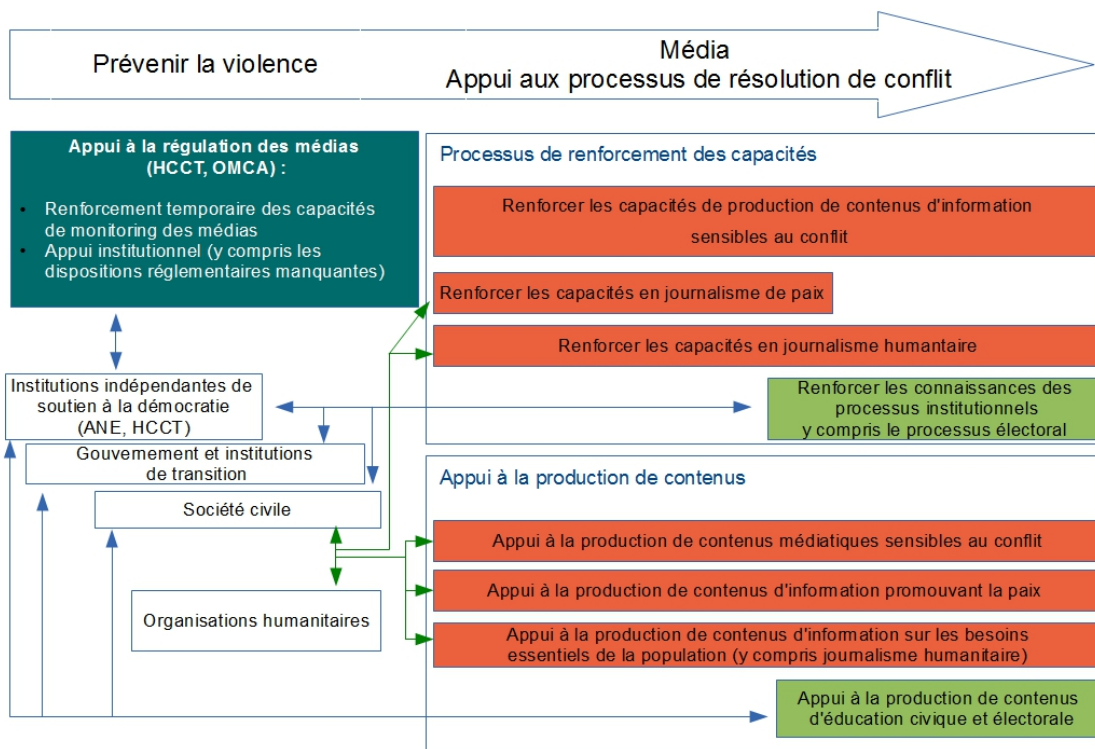 Prévenir la violence
Média
Appui aux processus de résolution de conflit
Appui à la régulation des médias
(HCCT, OMCA) :
• Renforcement temporaire des capacités
de monitoring des médias
• Appui institutionnel (y compris les
dispositions réglementaires manquantes)
Institutions indépendantes de
soutien à la démocratie
(ANE, HCCT)
Gouvernement et institutions
de transition
Société civile
Organisations humanitaires
Processus de renforcement des capacités
Renforcer les capacités de production de contenus d'information
sensibles au conflit
Renforcer les capacités en journalisme de paix
Renforcer les capacités en journalisme humantaire
Renforcer les connaissances des
processus institutionnels
y compris le processus électoral
Appui à la production de contenus
Appui à la production de contenus médiatiques sensibles au conflit
Appui à la production de contenus d'information promouvant la paix
Appui à la production de contenus d'information sur les besoins
essentiels de la population (y compris journalisme humanitaire)
Appui à la production de contenus
d'éducation civique et électorale